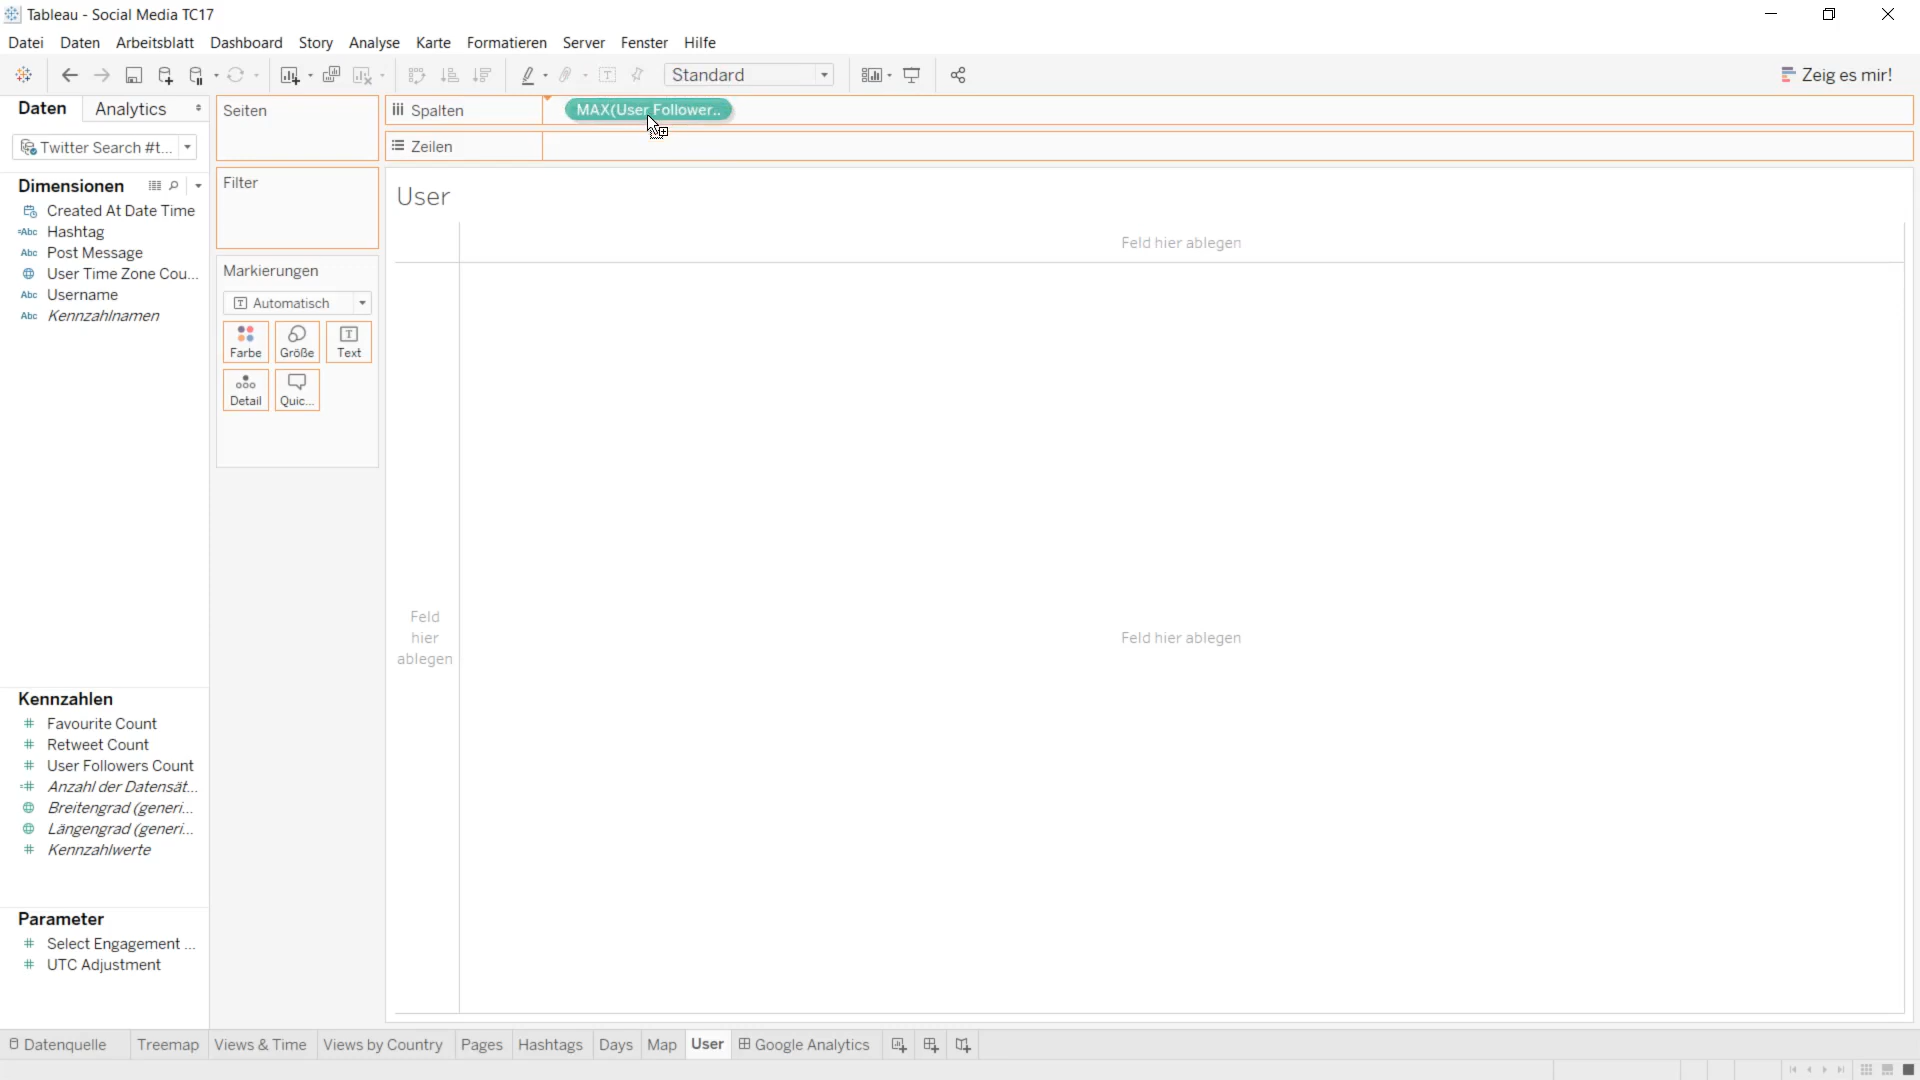 Tableau - Social Media TC17
Datei Daten Arbeitsblatt Dashboard Story Analyse Karte Formatieren Server Fenster Hilfe
Standard
Zeig es mir!
Daten Analytics
Seiten
Spalten
MAX(User Follower..
Twitter Search #t...
Zeilen
Dimensionen
Filter
User
Created At Date Time
Abc Hashtag
Abc Post Message
User Time Zone Cou...
Abc Username
Abc Kennzahlnamen
Markierungen
Automatisch
Farbe Größe Text
Detail Quic...
Feld hier ablegen
Feld
hier
ablegen
Feld hier ablegen
Kennzahlen
# Favourite Count
# Retweet Count
# User Followers Count
=# Anzahl der Datensät...
Breitengrad (generi...
Längengrad (generi...
# Kennzahlwerte
Parameter
# Select Engagement ...
# UTC Adjustment
Datenquelle Treemap Views & Time Views by Country Pages Hashtags Days Map User Google Analytics